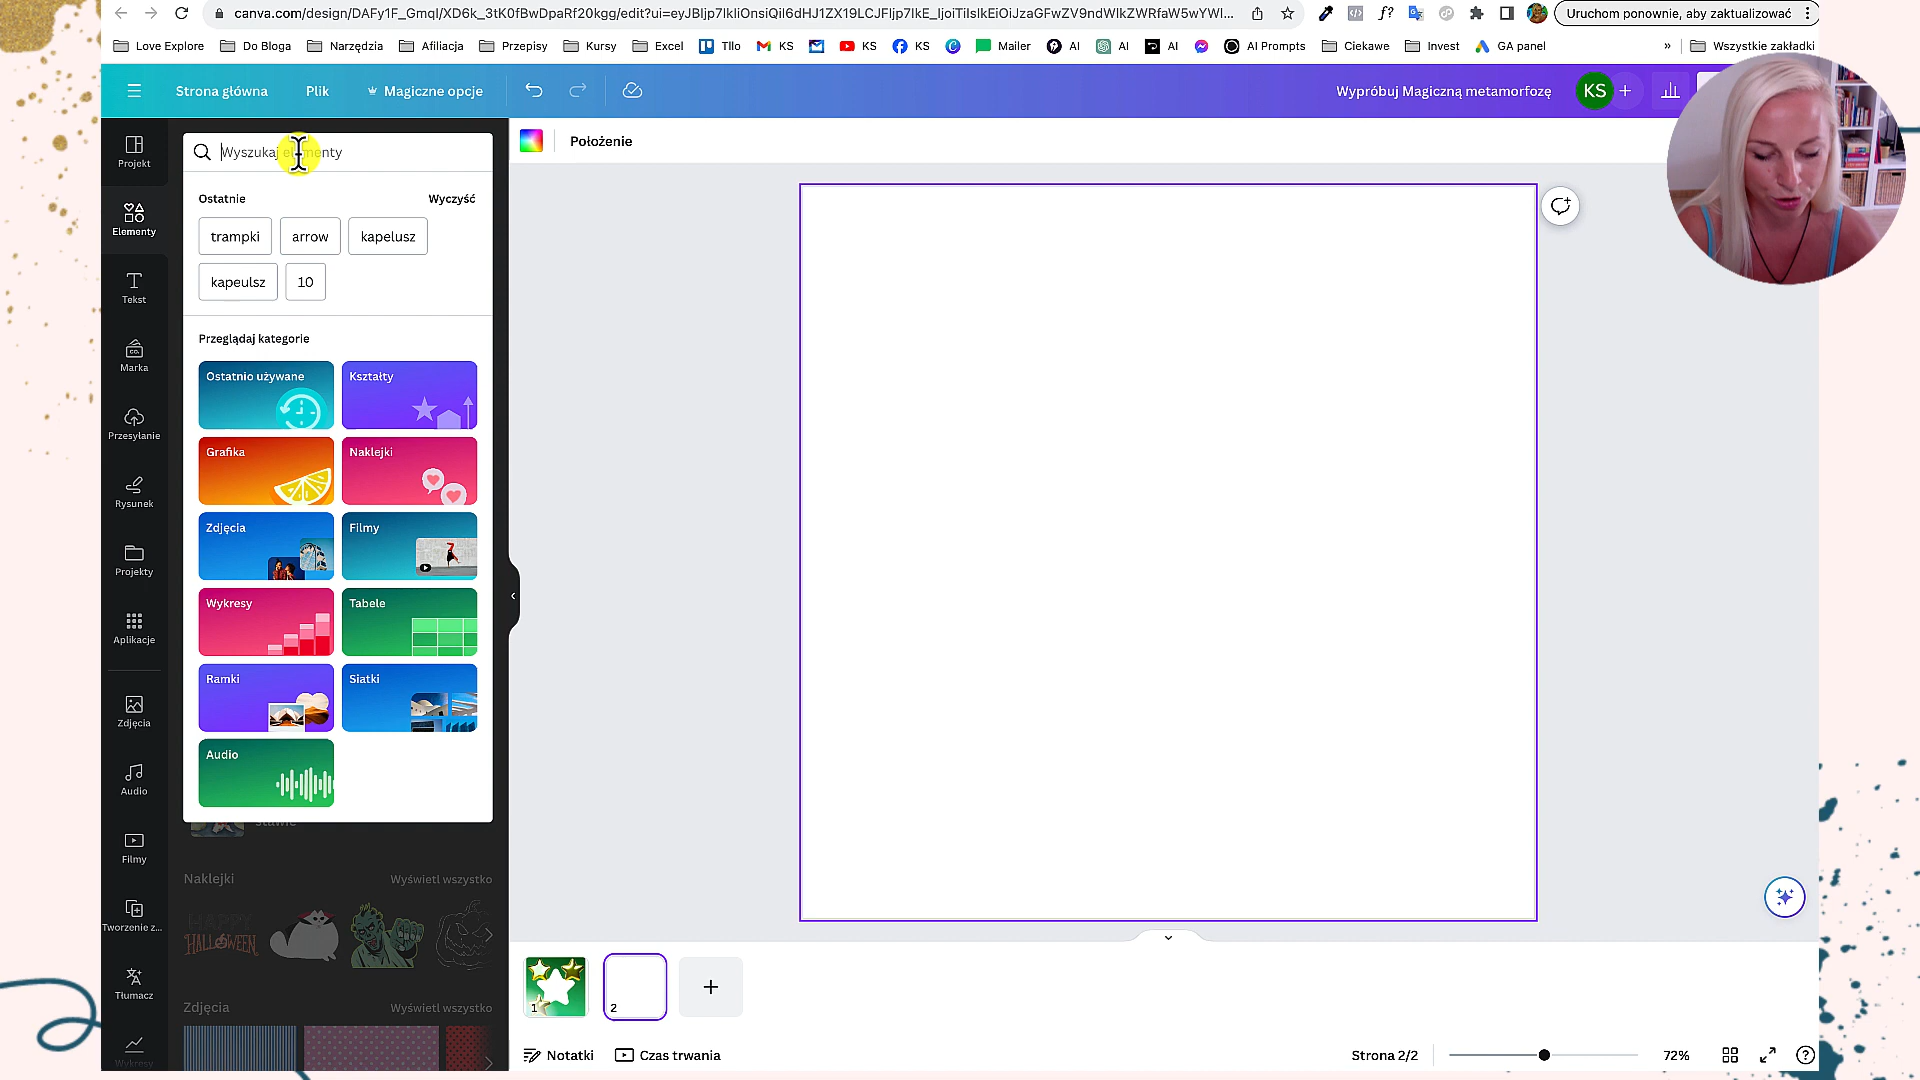 canva.com/design/DAFy1F_GmqI/XD6k_3tK0fBwDpaRf20kgg/edit?ui=
Uruchom ponownie, aby zaktualizować
Love Explore
Do Bloga
Narzędzia
Afiliacja
Przepisy
Kursy
Excel
Tllo
KS
KS
KS
Mailer
AI
AI
AI
AI Prompts
Ciekawe
Invest
GA panel
»
Wszystkie zakładki
Strona główna
Plik
Magiczne opcje
Wypróbuj Magiczną metamorfozę
KS
Projekt
Elementy
Tekst
Marka
Przesyłanie
Rysunek
Projekty
Aplikacje
Zdjęcia
Audio
Filmy
Tworzenie z...
Tłumacz
Wykresy
Wyszukaj elementy
Ostatnie
Wyczyść
trampki
arrow
kapelusz
kapeulsz
10
Przeglądaj kategorie
Ostatnio używane
Kształty
Grafika
Naklejki
Zdjęcia
Filmy
Wykresy
Tabele
Ramki
Siatki
Audio
Naklejki
Wyświetl wszystko
HAPPY
HALLOWEEN
Zdjęcia
Wyświetl wszystko
Położenie
1
2
Notatki
Czas trwania
Strona 2/2
72%